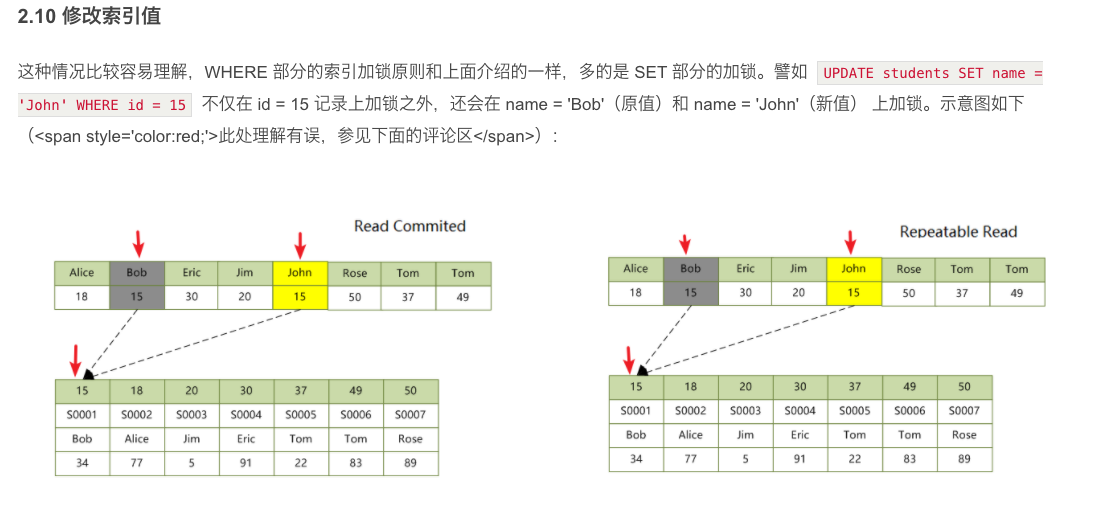 2.10 修改索引值
这种情况比较容易理解，WHERE 部分的索引加锁原则和上面介绍的一样，多的是 SET 部分的加锁。譬如 UPDATE students SET name =
'John' WHERE id = 15 不仅在 id = 15 记录上加锁之外，还会在 name = 'Bob'（原值）和 name = 'John'（新值） 上加锁。示意图如下
（<span style='color:red;'>此处理解有误，参见下面的评论区</span>）:
Read Commited
Alice Bob Eric Jim John Rose Tom Tom
18 15 30 20 15 50 37 49
15 18 20 30 37 49 50
S0001 S0002 S0003 S0004 S0005 S0006 S0007
Bob Alice Jim Eric Tom Tom Rose
34 77 5 91 22 83 89
Repeatable Read
Alice Bob Eric Jim John Rose Tom Tom
18 15 30 20 15 50 37 49
15 18 20 30 37 49 50
S0001 S0002 S0003 S0004 S0005 S0006 S0007
Bob Alice Jim Eric Tom Tom Rose
34 77 5 91 22 83 89